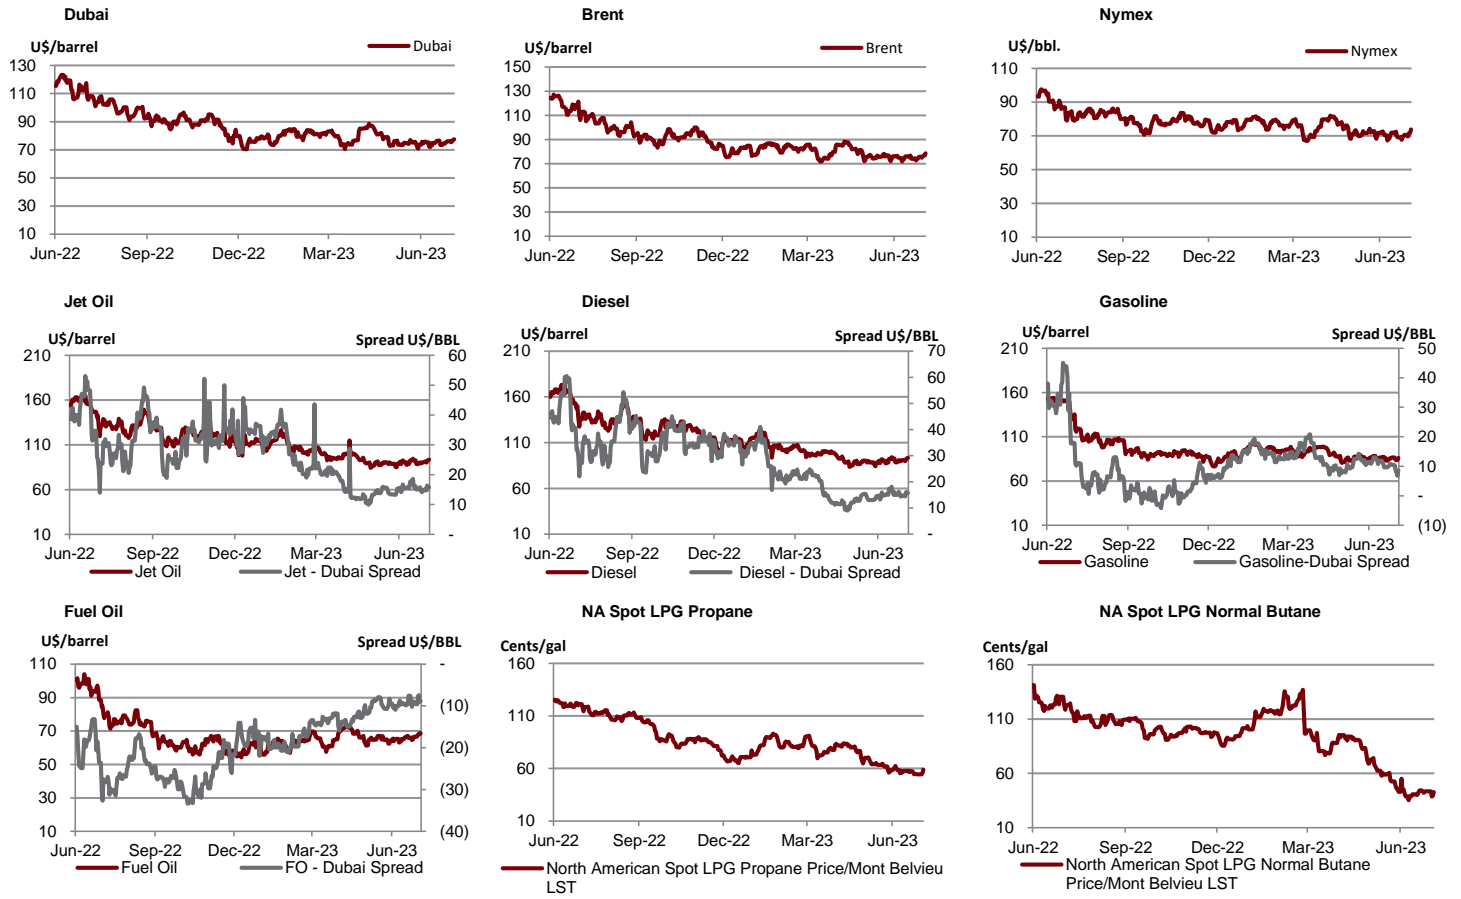 Dubai
U$/barrel
Dubai
130
110
90
70
50
30
10
Jun-22 Sep-22 Dec-22 Mar-23 Jun-23
Brent
U$/barrel
Brent
150
130
110
90
70
50
30
10
Jun-22 Sep-22 Dec-22 Mar-23 Jun-23
Nymex
U$/bbl.
Nymex
110
90
70
50
30
10
Jun-22 Sep-22 Dec-22 Mar-23 Jun-23
Jet Oil
U$/barrel Spread U$/BBL
210
160
110
60
10
60
50
40
30
20
10
-
Jun-22 Sep-22 Dec-22 Mar-23 Jun-23
Jet Oil Jet - Dubai Spread
Diesel
U$/barrel Spread U$/BBL
210
160
110
60
10
70
60
50
40
30
20
10
-
Jun-22 Sep-22 Dec-22 Mar-23 Jun-23
Diesel Diesel - Dubai Spread
Gasoline
U$/barrel Spread U$/BBL
210
160
110
60
10
50
40
30
20
10
-
(10)
Jun-22 Sep-22 Dec-22 Mar-23 Jun-23
Gasoline Gasoline-Dubai Spread
Fuel Oil
U$/barrel Spread U$/BBL
110
90
70
50
30
10
-
(10)
(20)
(30)
(40)
Jun-22 Sep-22 Dec-22 Mar-23 Jun-23
Fuel Oil FO - Dubai Spread
NA Spot LPG Propane
Cents/gal
160
110
60
10
Jun-22 Sep-22 Dec-22 Mar-23 Jun-23
North American Spot LPG Propane Price/Mont Belvieu
LST
NA Spot LPG Normal Butane
Cents/gal
160
110
60
10
Jun-22 Sep-22 Dec-22 Mar-23 Jun-23
North American Spot LPG Normal Butane
Price/Mont Belvieu LST